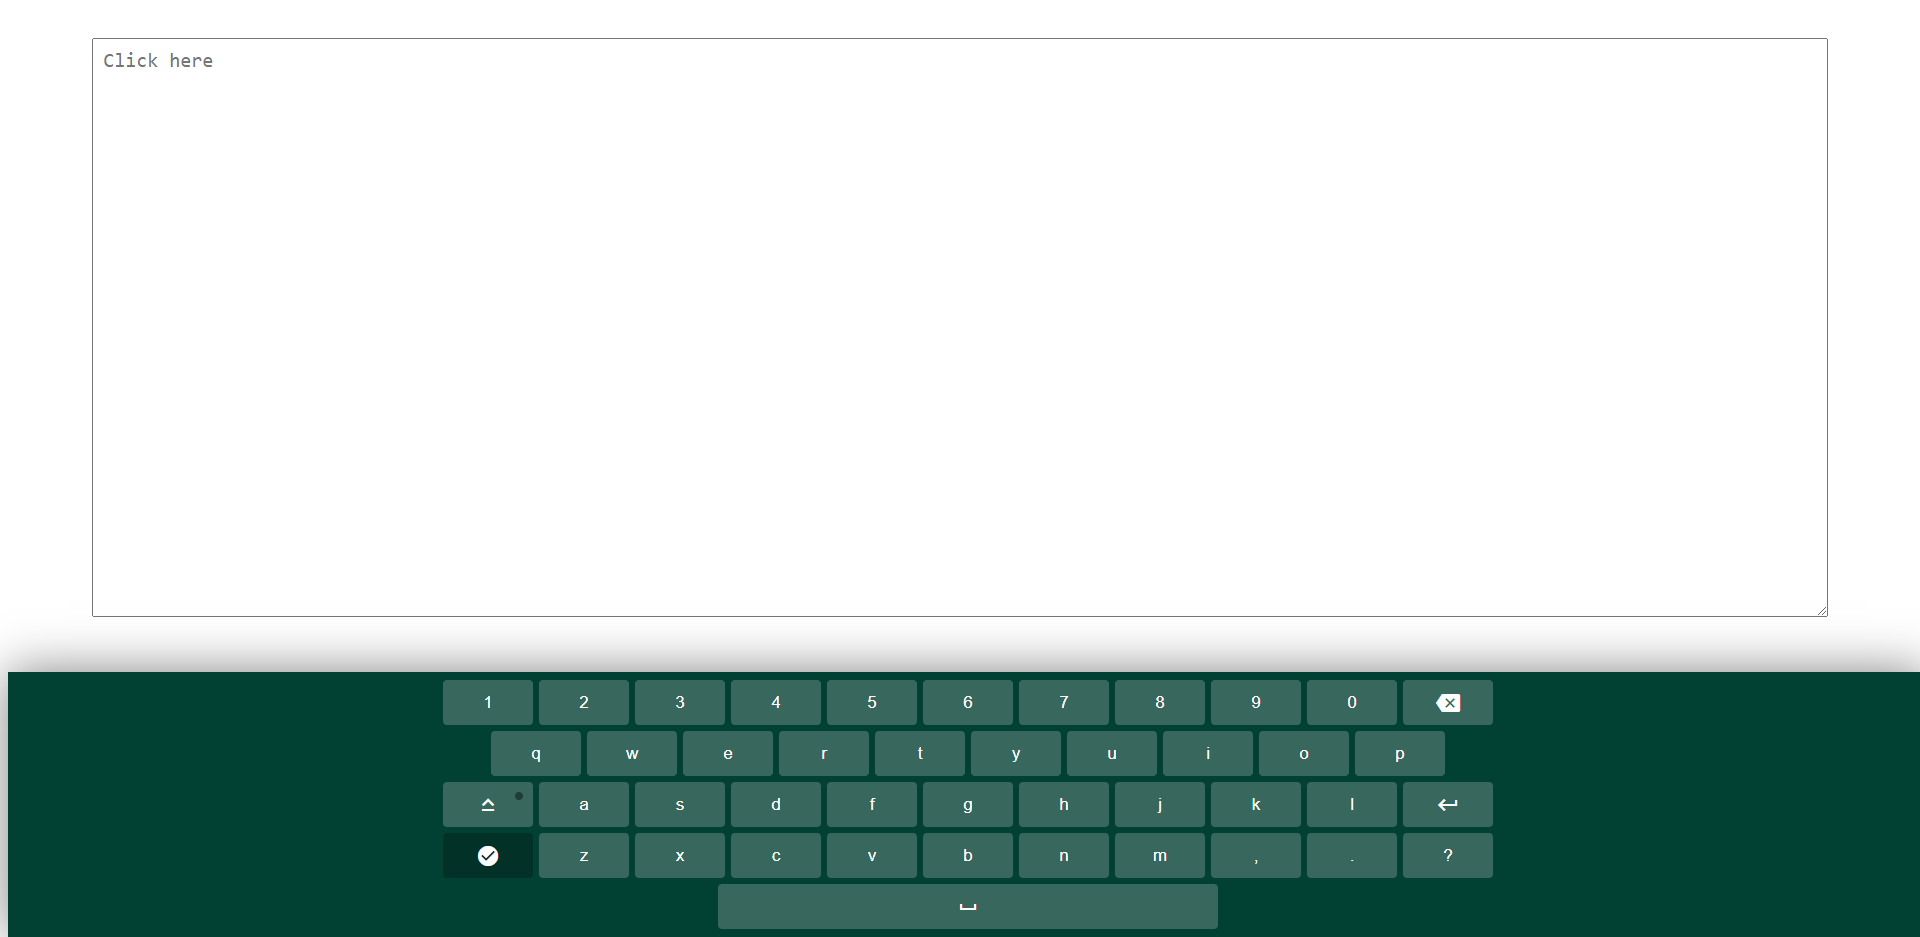 Click here
1 2 3 4 5 6 7 8 9 0
q w e r t y u i o p
a s d f g h j k l
z x c v b n m , . ?